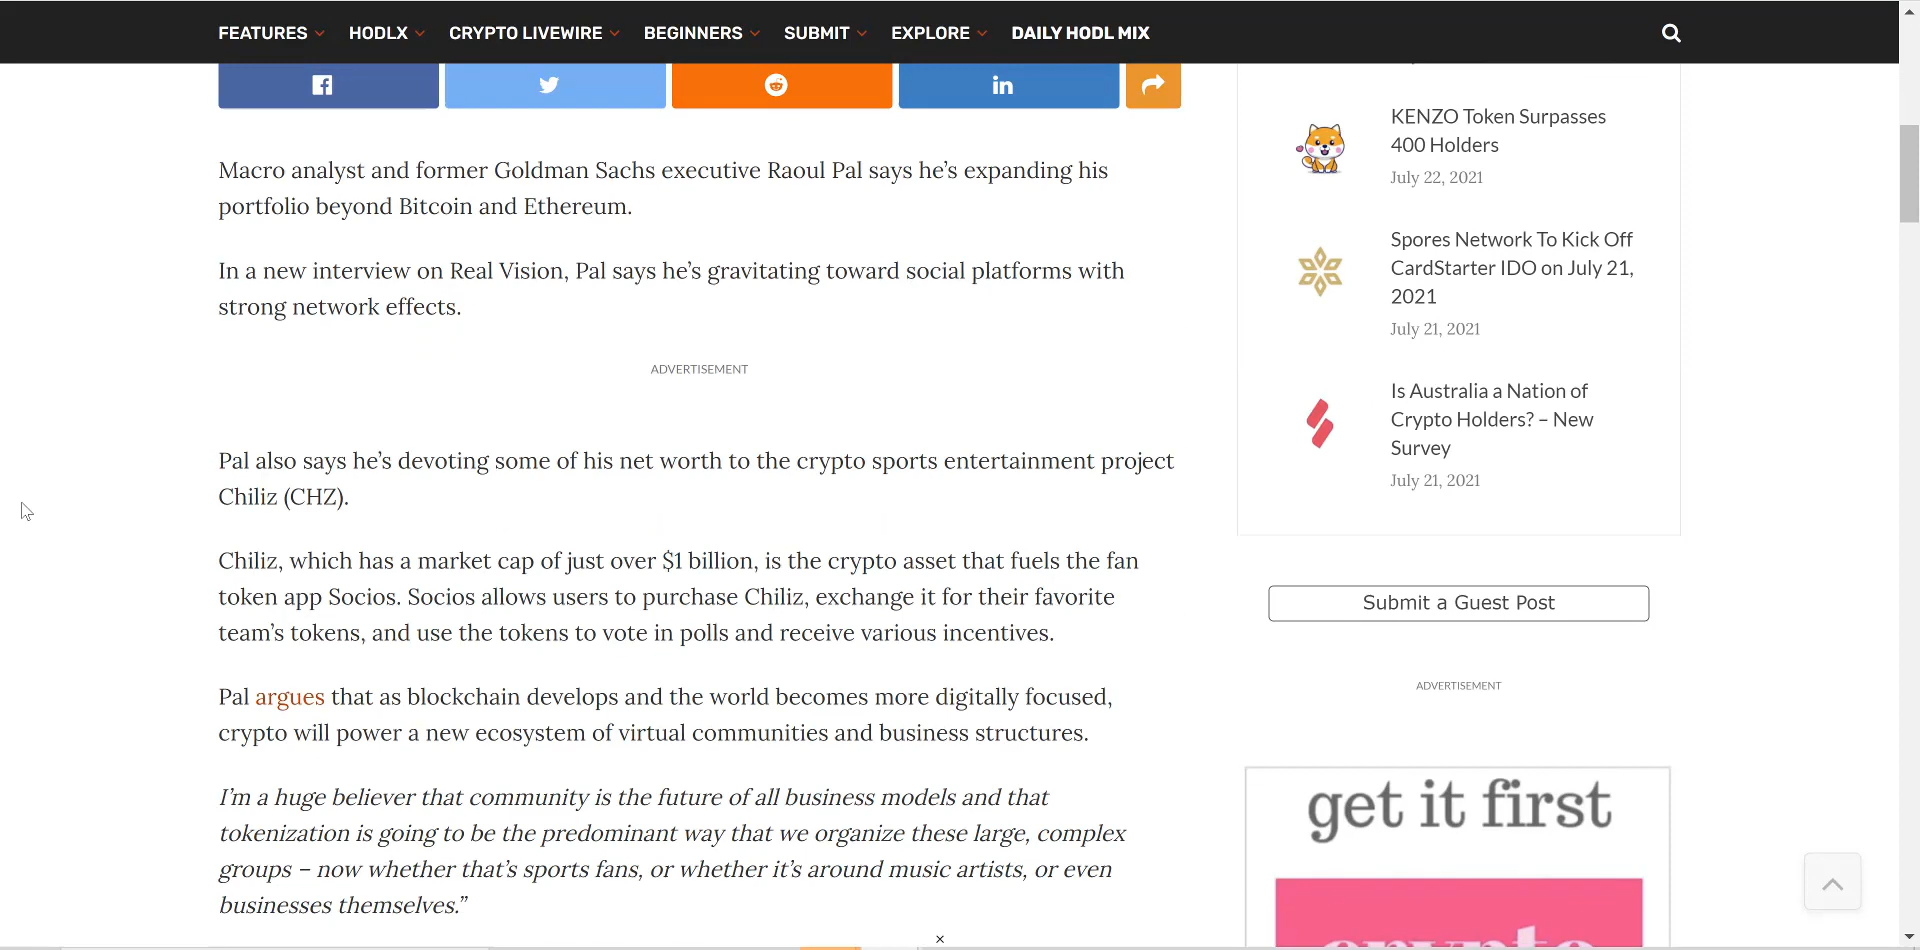 FEATURES HODLX CRYPTO LIVEWIRE BEGINNERS SUBMIT EXPLORE DAILY HODL MIX
Macro analyst and former Goldman Sachs executive Raoul Pal says he’s expanding his
portfolio beyond Bitcoin and Ethereum.
In a new interview on Real Vision, Pal says he’s gravitating toward social platforms with
strong network effects.
ADVERTISEMENT
Pal also says he’s devoting some of his net worth to the crypto sports entertainment project
Chiliz (CHZ).
Chiliz, which has a market cap of just over $1 billion, is the crypto asset that fuels the fan
token app Socios. Socios allows users to purchase Chiliz, exchange it for their favorite
team’s tokens, and use the tokens to vote in polls and receive various incentives.
Pal argues that as blockchain develops and the world becomes more digitally focused,
crypto will power a new ecosystem of virtual communities and business structures.
I’m a huge believer that community is the future of all business models and that
tokenization is going to be the predominant way that we organize these large, complex
groups – now whether that’s sports fans, or whether it’s around music artists, or even
businesses themselves.”
KENZO Token Surpasses
400 Holders
July 22, 2021
Spores Network To Kick Off
CardStarter IDO on July 21,
2021
July 21, 2021
Is Australia a Nation of
Crypto Holders? – New
Survey
July 21, 2021
Submit a Guest Post
ADVERTISEMENT
get it first
crypto